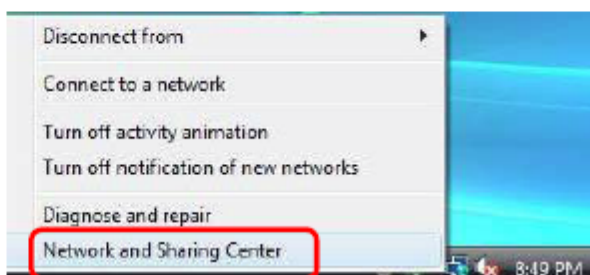 Disconnect from
Connect to a network
Turn off activity animation
Turn off notification of new networks
Diagnose and repair
Network and Sharing Center
8:49 PM